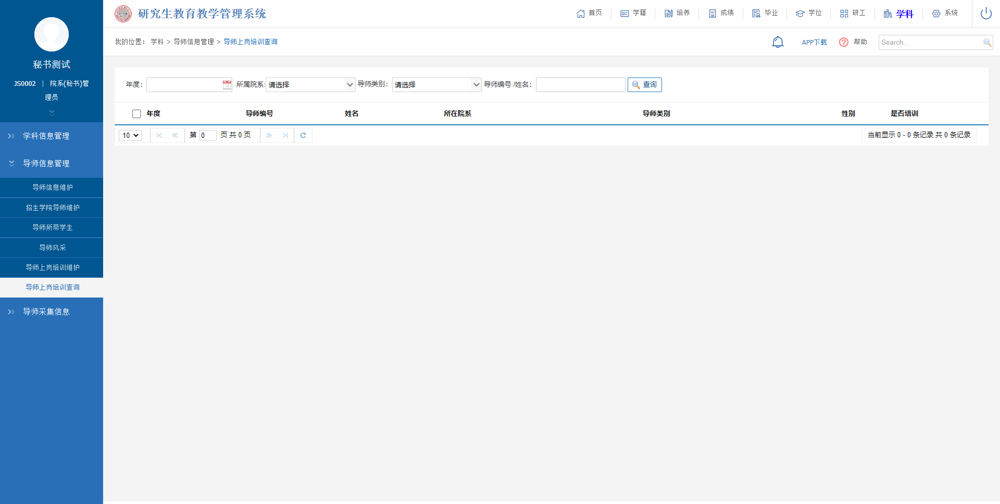 研究生教育教学管理系统
首页 学籍 培养 成绩 毕业 学位 研工 学科 系统
我的位置： 学科 > 导师信息管理 > 导师上岗培训查询
APP下载 帮助 Search...
秘书测试
JS0002 | 院系(秘书)管
理员
学科信息管理
导师信息管理
导师信息维护
招生学院导师维护
导师所带学生
导师风采
导师上岗培训维护
导师上岗培训查询
导师采集信息
年度： 所属院系: 请选择 导师类别： 请选择 导师编号 /姓名： 查询
年度 导师编号 姓名 所在院系 导师类别 性别 是否培训
10 第 0 页 共 0 页 当前显示 0 - 0 条记录 共 0 条记录